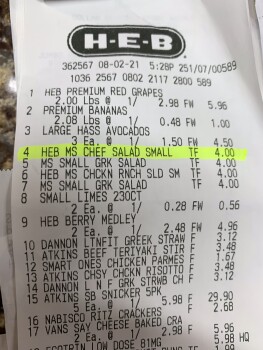 H-E-B
362567 08-02-21 5:28P 251/07/00589
1036 2567 0802 2117 2800 589
1 HEB PREMIUM RED GRAPES
2.00 Lbs @ 1/ 2.98 FW 5.96
2 PREMIUM BANANAS
2.08 Lbs @ 1/ 0.48 FW 1.00
3 LARGE HASS AVOCADOS
3 Ea. @ 1/ 1.50 FW 4.50
4 HEB MS CHEF SALAD SMALL TF 4.00
5 MS SMALL GRK SALAD TF 4.00
6 HEB MS CHCKN RNCH SLD SM TF 4.00
7 MS SMALL GRK SALAD TF 4.00
8 SMALL LIMES 230CT
2 Ea. @ 1/ 0.28 FW 0.56
9 HEB BERRY MEDLEY
2 Ea. @ 1/ 2.48 FW 4.96
10 DANNON LTNFIT GREEK STRAW F 3.12
11 ATKINS BEEF TERIYAKI STIR F 3.48
12 SMART ONES CHICKEN PARMES F 1.67
13 ATKINS CHSY CHCKN RISOTTO F 3.48
14 DANNON L N F GRK STRWB CH F 3.12
15 ATKINS SB SNICKER 5PK
5 Ea. @ 1/ 5.98 F 29.90
16 NABISCO RITZ CRACKERS F 2.68
17 VANS SAY CHEESE BAKED CRA
2 Ea. @ 1/ 2.99 F 5.98
ECOTRIN LOW DOSE 81MG 5.98 HQ